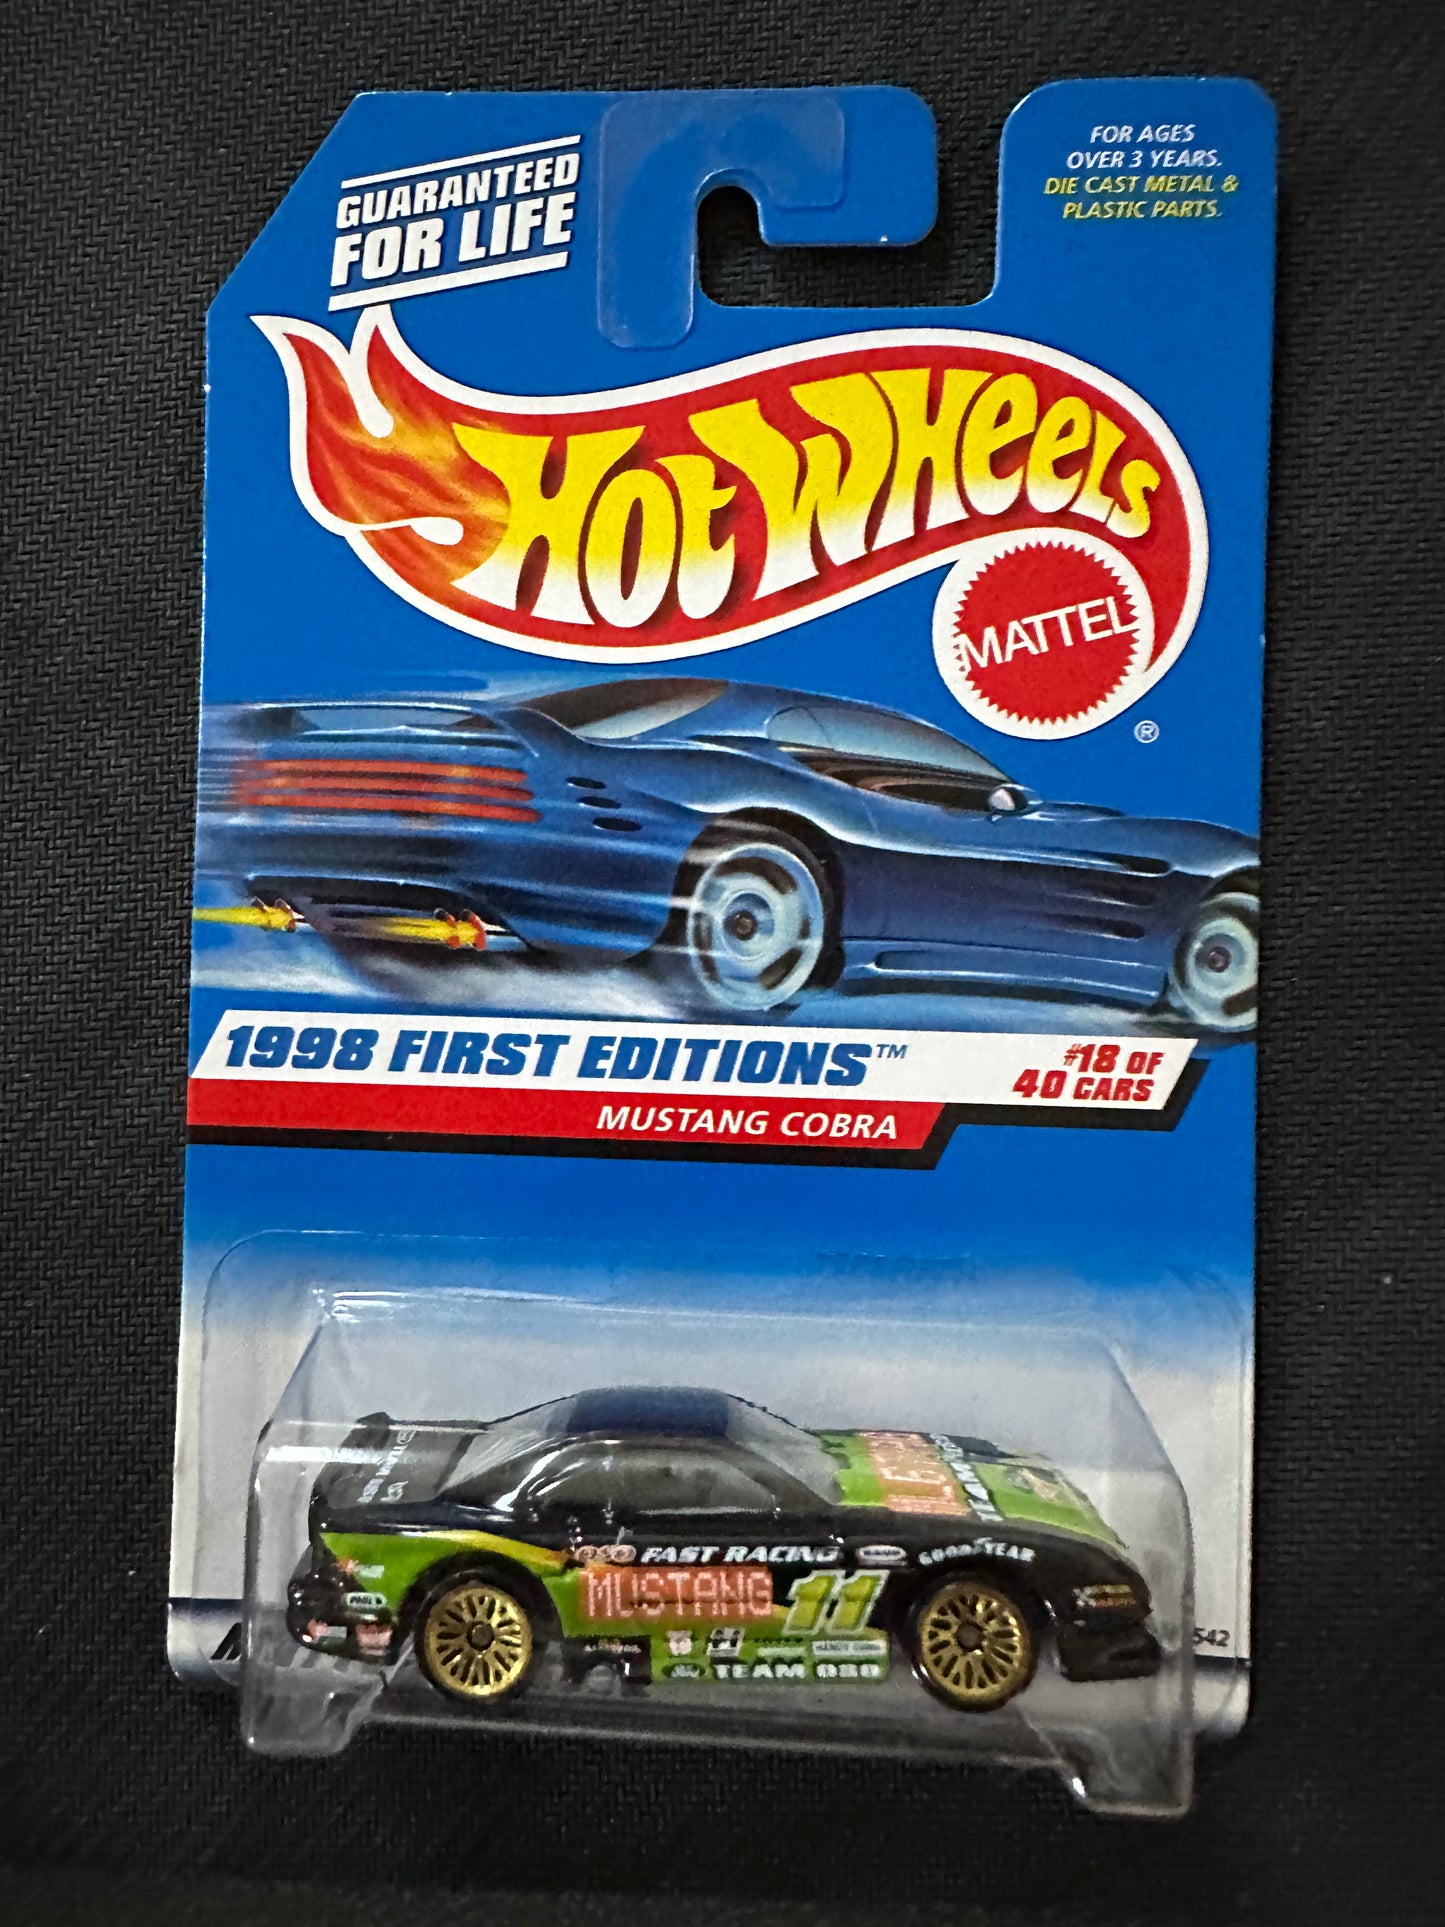 GUARANTEED
FOR LIFE
FOR AGES
OVER 3 YEARS.
DIE CAST METAL &
PLASTIC PARTS.
HOT WHEELS
MATTEL
®
1998 FIRST EDITIONS™
#18 OF
40 CARS
MUSTANG COBRA
FAST RACING
GOODYEAR
MUSTANG 11
TEAM
542